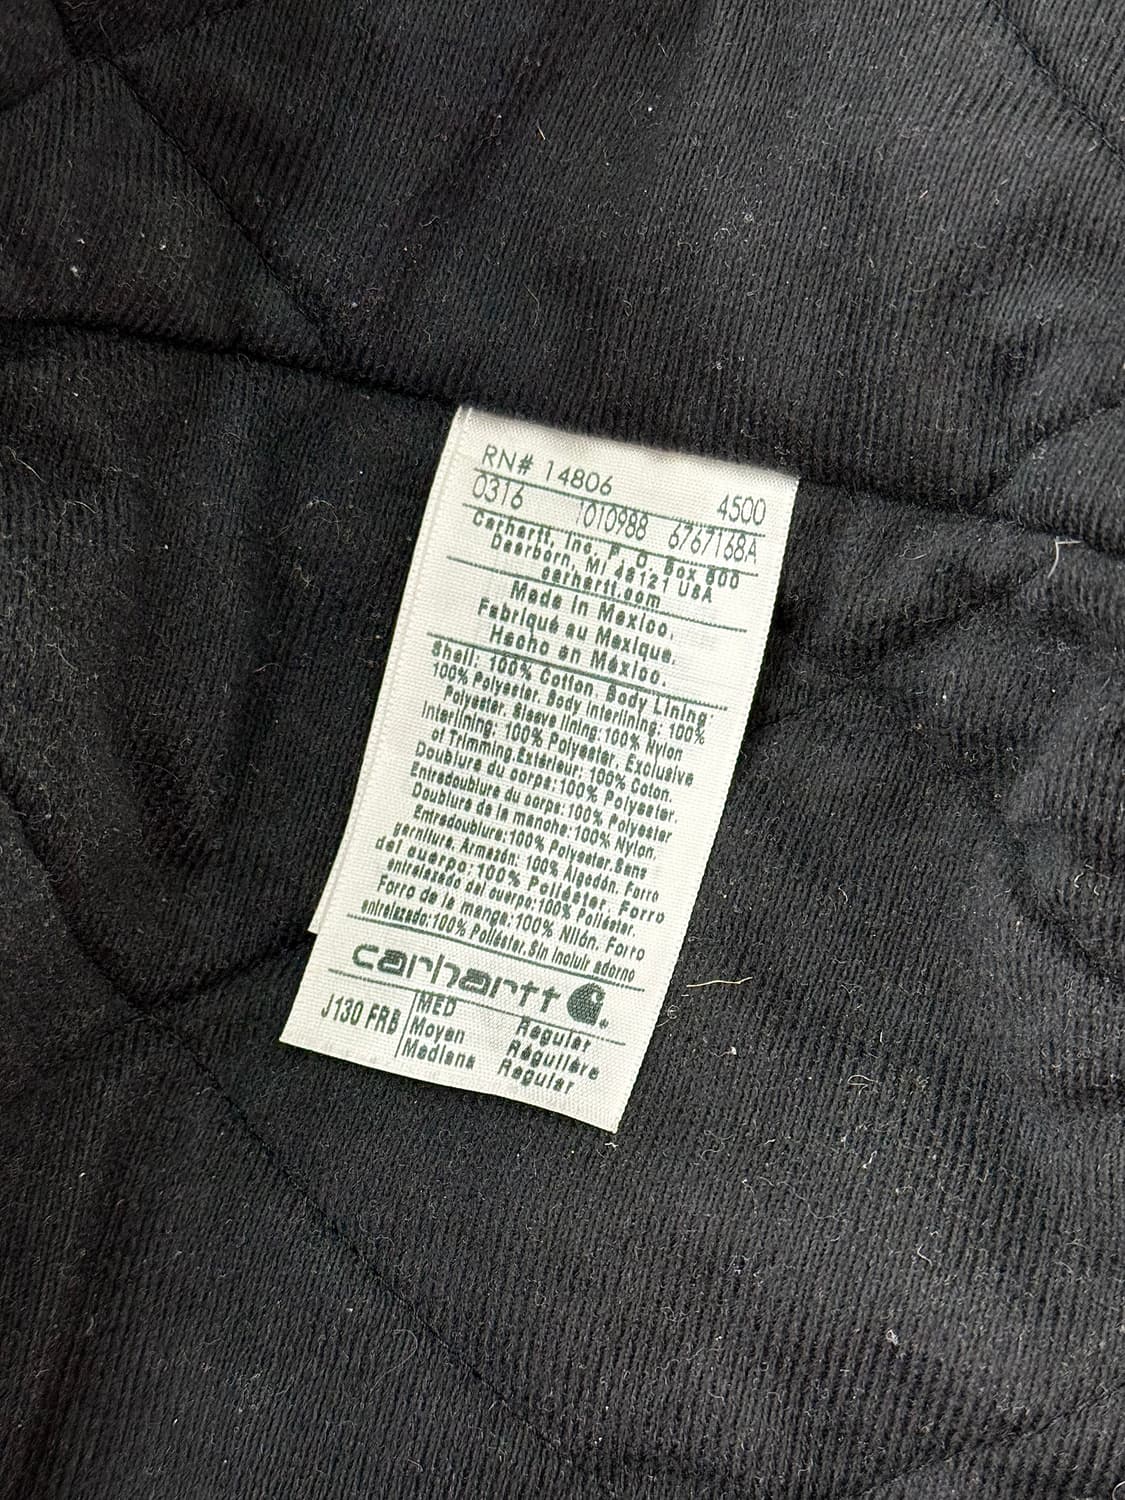 RN# 14806 4500
0316 1010988 6767168A
Carhartt, Inc. P.O. Box 600
Dearborn, MI 48121 USA
carhartt.com
Made in Mexico.
Fabriqué au Mexique.
Hecho en México.
Shell: 100% Cotton. Body Lining:
100% Polyester. Body Interlining: 100%
Polyester. Sleeve lining: 100% Nylon
Interlining: 100% Polyester. Exclusive
of Trimming.Extérieur: 100% Coton.
Doublure du corps: 100% Polyester.
Entredoublure du corps: 100% Polyester
Doublure de la manche: 100% Nylon.
Entredoublure:100% Polyester.Sans
garniture. Armazón: 100% Algodón. Forro
del cuerpo: 100% Poliéster. Forro
entrelazado del cuerpo:100% Poliéster.
Forro de la manga:100% Nilón. Forro
entrelazado:100% Poliéster.Sin incluir adorno
carhartt
J130 FRB MED Regular
Moyen Régulière
Mediana Regular